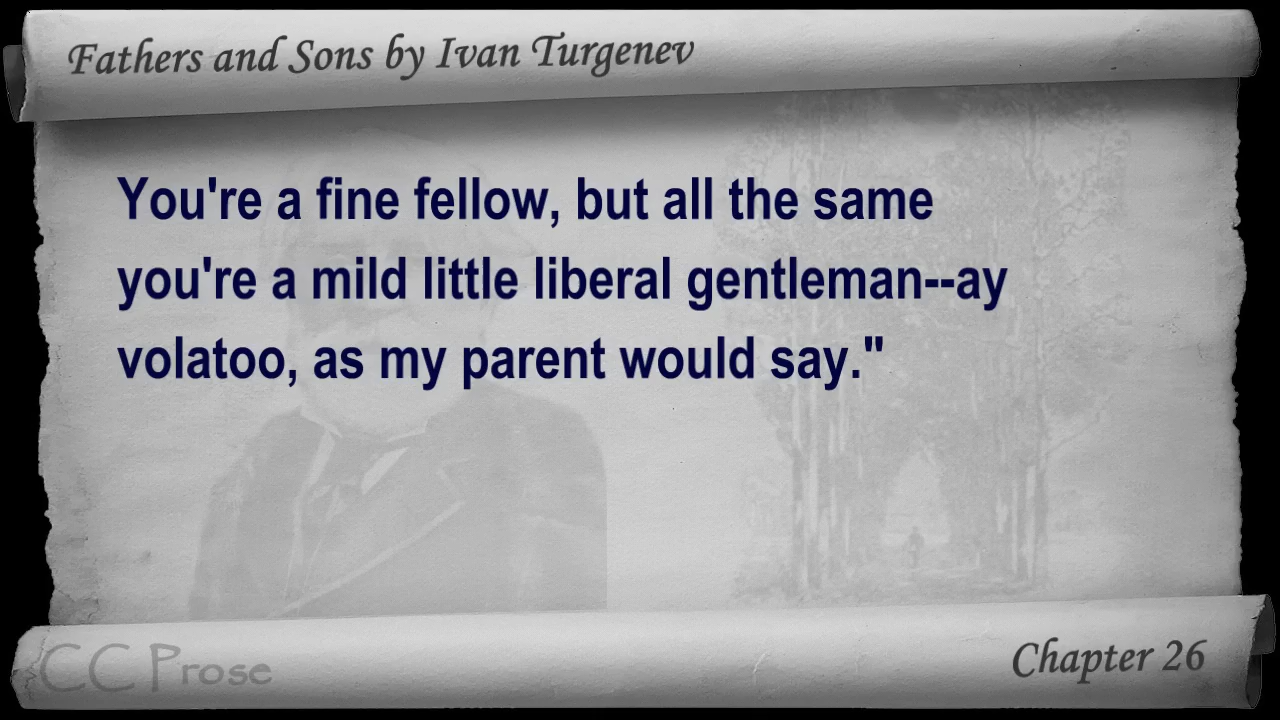 Fathers and Sons by Ivan Turgenev
You're a fine fellow, but all the same
you're a mild little liberal gentleman--ay
volatoo, as my parent would say."
CC Prose
Chapter 26